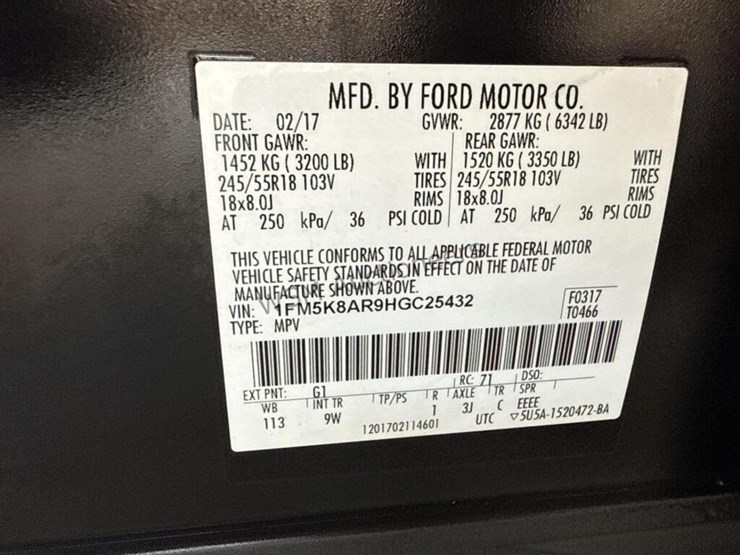 MFD. BY FORD MOTOR CO.
DATE: 02/17 GVWR: 2877 KG ( 6342 LB)
FRONT GAWR: REAR GAWR:
1452 KG ( 3200 LB) WITH 1520 KG ( 3350 LB) WITH
245/55R18 103V TIRES 245/55R18 103V TIRES
18x8.0J RIMS 18x8.0J RIMS
AT 250 kPa/ 36 PSI COLD AT 250 kPa/ 36 PSI COLD
THIS VEHICLE CONFORMS TO ALL APPLICABLE FEDERAL MOTOR
VEHICLE SAFETY STANDARDS IN EFFECT ON THE DATE OF
MANUFACTURE SHOWN ABOVE.
VIN: 1FM5K8AR9HGC25432 F0317
TYPE: MPV T0466
EXT PNT: G1 RC: 71 DSO:
WB INT TR TP/PS R AXLE TR SPR
113 9W 1 3J C EEEE
1201702114601 UTC ▽5U5A-1520472-BA